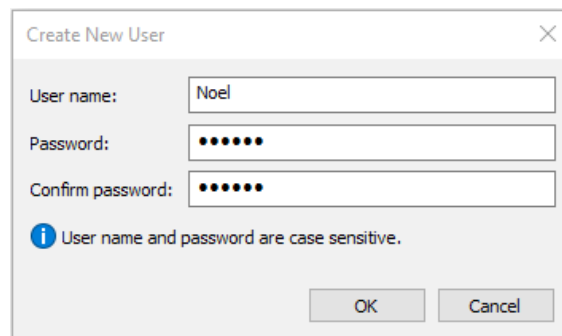 Create New User
User name: Noel
Password: ••••••
Confirm password: ••••••
User name and password are case sensitive.
OK Cancel